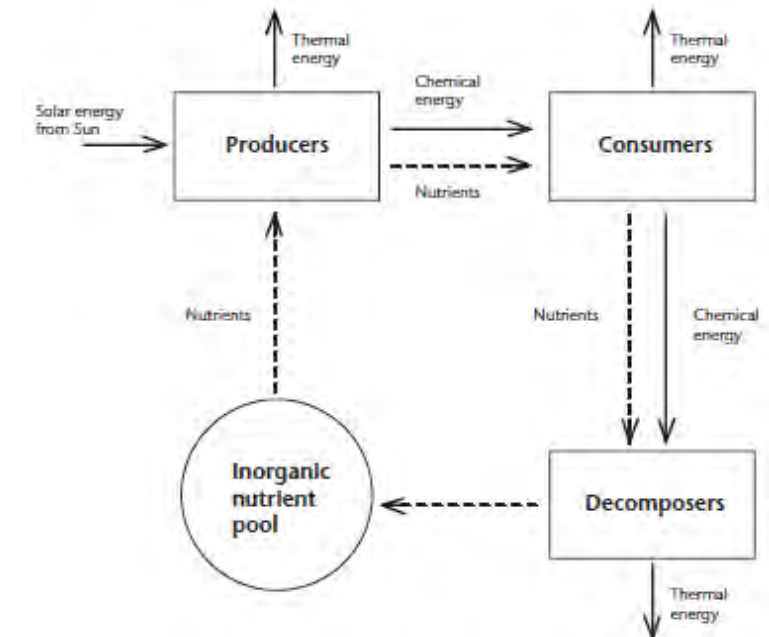 Thermal
energy
Thermal
energy
Solar energy
from Sun
Producers
Chemical
energy
Nutrients
Consumers
Nutrients
Nutrients
Chemical
energy
Inorganic
nutrient
pool
Decomposers
Thermal
energy